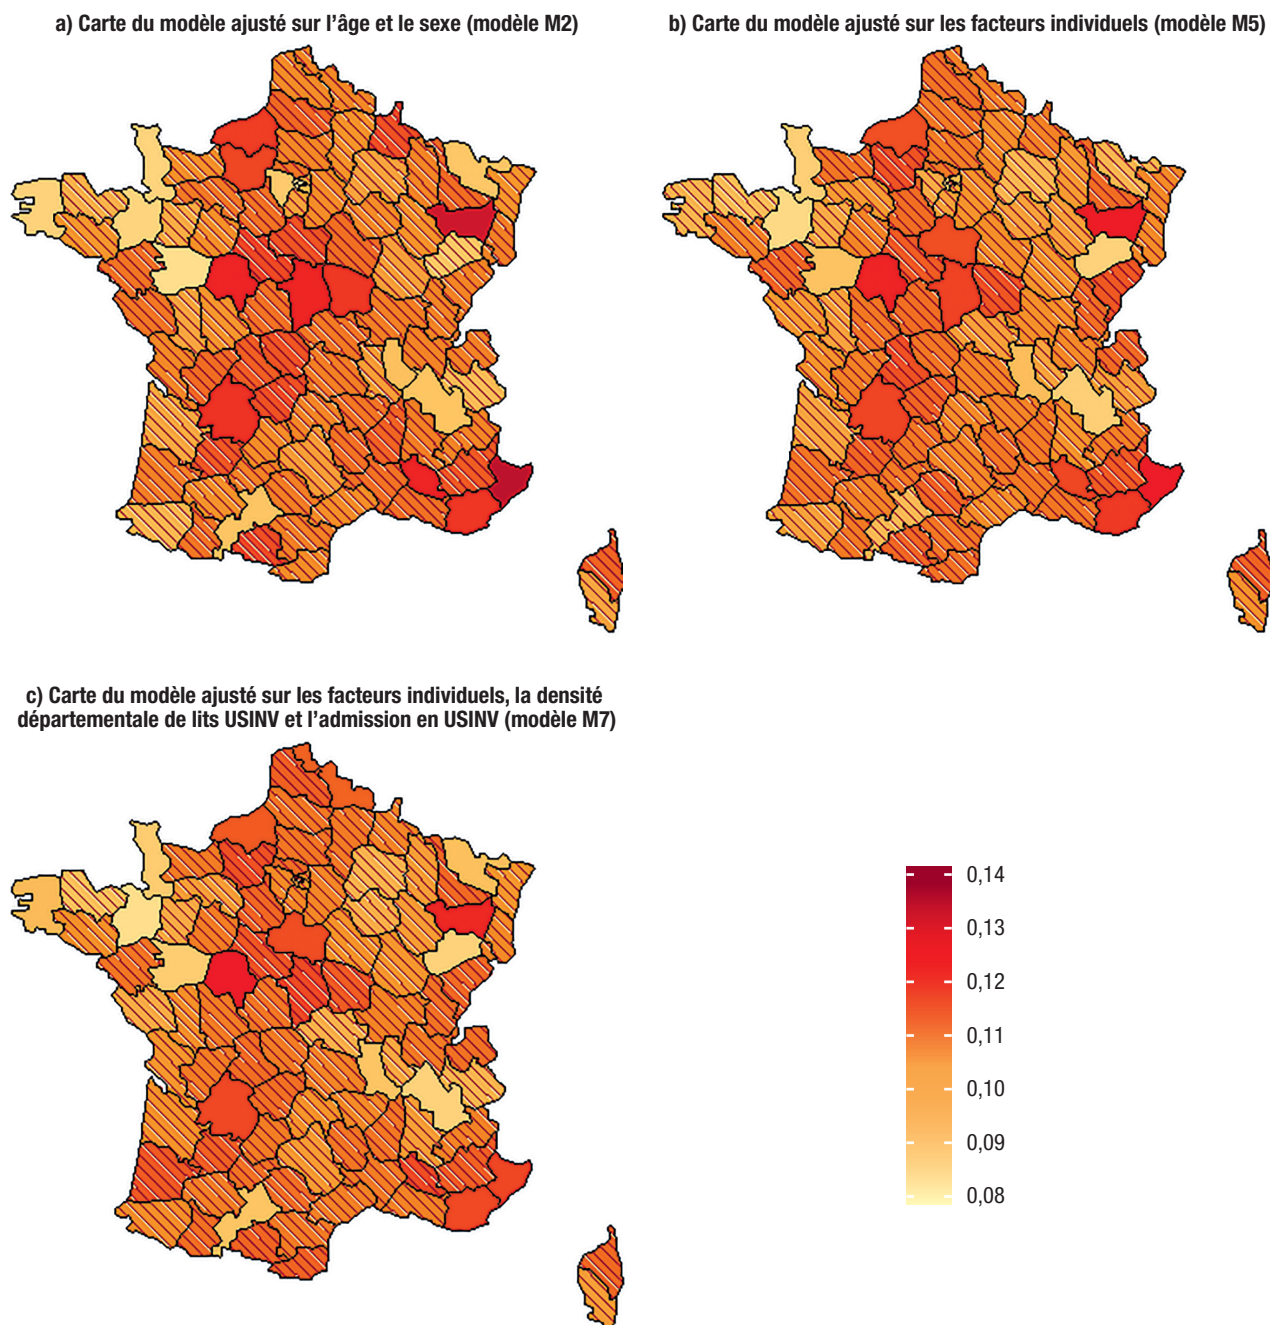 a) Carte du modèle ajusté sur l’âge et le sexe (modèle M2)
b) Carte du modèle ajusté sur les facteurs individuels (modèle M5)
c) Carte du modèle ajusté sur les facteurs individuels, la densité
départementale de lits USINV et l’admission en USINV (modèle M7)
0,14
0,13
0,12
0,11
0,10
0,09
0,08